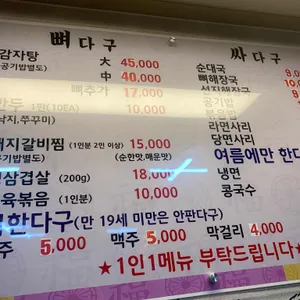 뼈다구
싸다구
감자탕 大 45,000
공기밥별도) 中 40,000
뼈추가 17,000
1판(10EA) 10,000
낙지,쭈꾸미)
순대국
뼈해장국
선지해장국
공기밥
볶음밥
라면사리
당면사리
돼지갈비찜 (1인분 2인 이상) 15,000
공기밥별도) (순한맛,매운맛)
삼겹살 (200g) 18,000
육볶음 (1인분) 10,000
여름에만 한다
냉면
콩국수
한다구(만 19세 미만은 안판다구)
주 5,000 맥주 5,000 막걸리 4,000
★1인1메뉴 부탁드립니다★